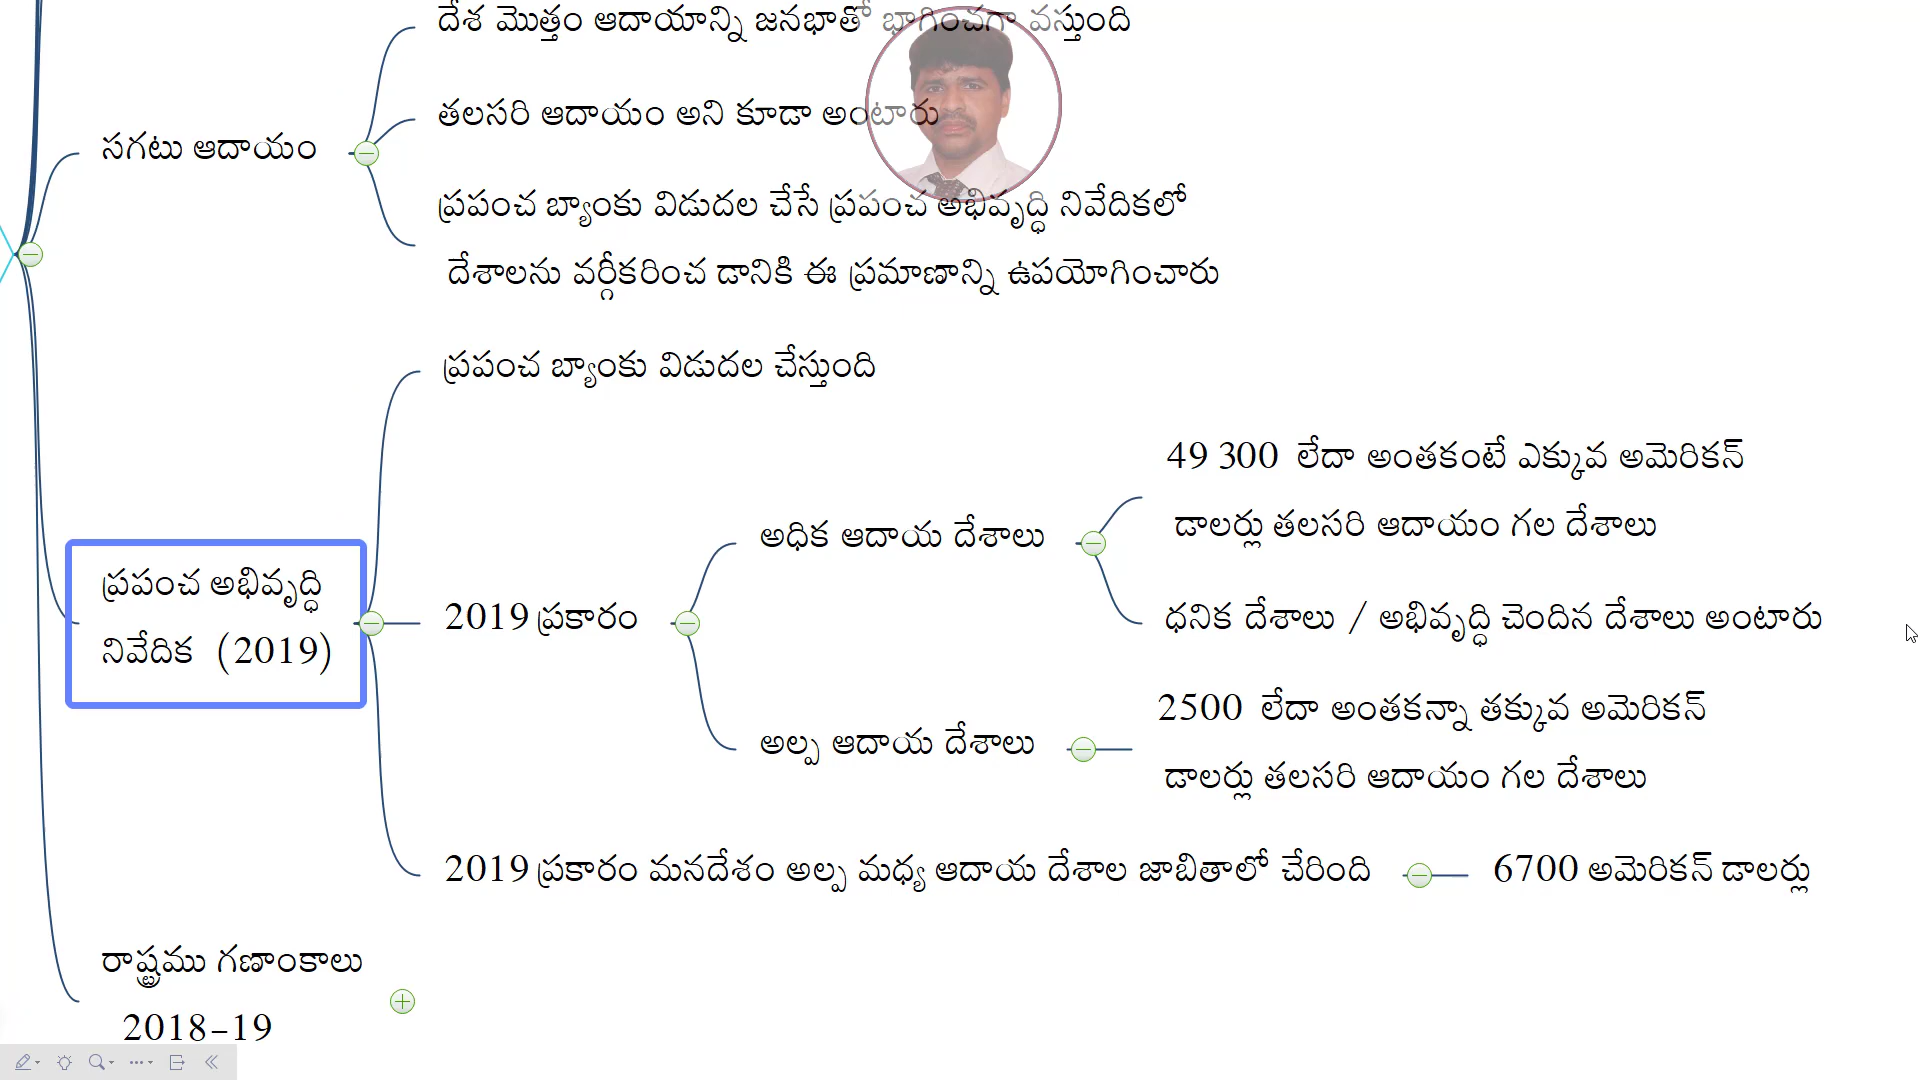 దేశ మొత్తం ఆదాయాన్ని జనభాతో భాగించగా వస్తుంది
తలసరి ఆదాయం అని కూడా అంటారు
సగటు ఆదాయం
ప్రపంచ బ్యాంకు విడుదల చేసే ప్రపంచ అభివృద్ధి నివేదికలో
దేశాలను వర్గీకరించ డానికి ఈ ప్రమాణాన్ని ఉపయోగించారు
ప్రపంచ బ్యాంకు విడుదల చేస్తుంది
49 300 లేదా అంతకంటే ఎక్కువ అమెరికన్
డాలర్లు తలసరి ఆదాయం గల దేశాలు
అధిక ఆదాయ దేశాలు
ప్రపంచ అభివృద్ధి
నివేదిక (2019)
2019 ప్రకారం
ధనిక దేశాలు / అభివృద్ధి చెందిన దేశాలు అంటారు
2500 లేదా అంతకన్నా తక్కువ అమెరికన్
డాలర్లు తలసరి ఆదాయం గల దేశాలు
అల్ప ఆదాయ దేశాలు
2019 ప్రకారం మనదేశం అల్ప మధ్య ఆదాయ దేశాల జాబితాలో చేరింది
6700 అమెరికన్ డాలర్లు
రాష్ట్రము గణాంకాలు
2018-19